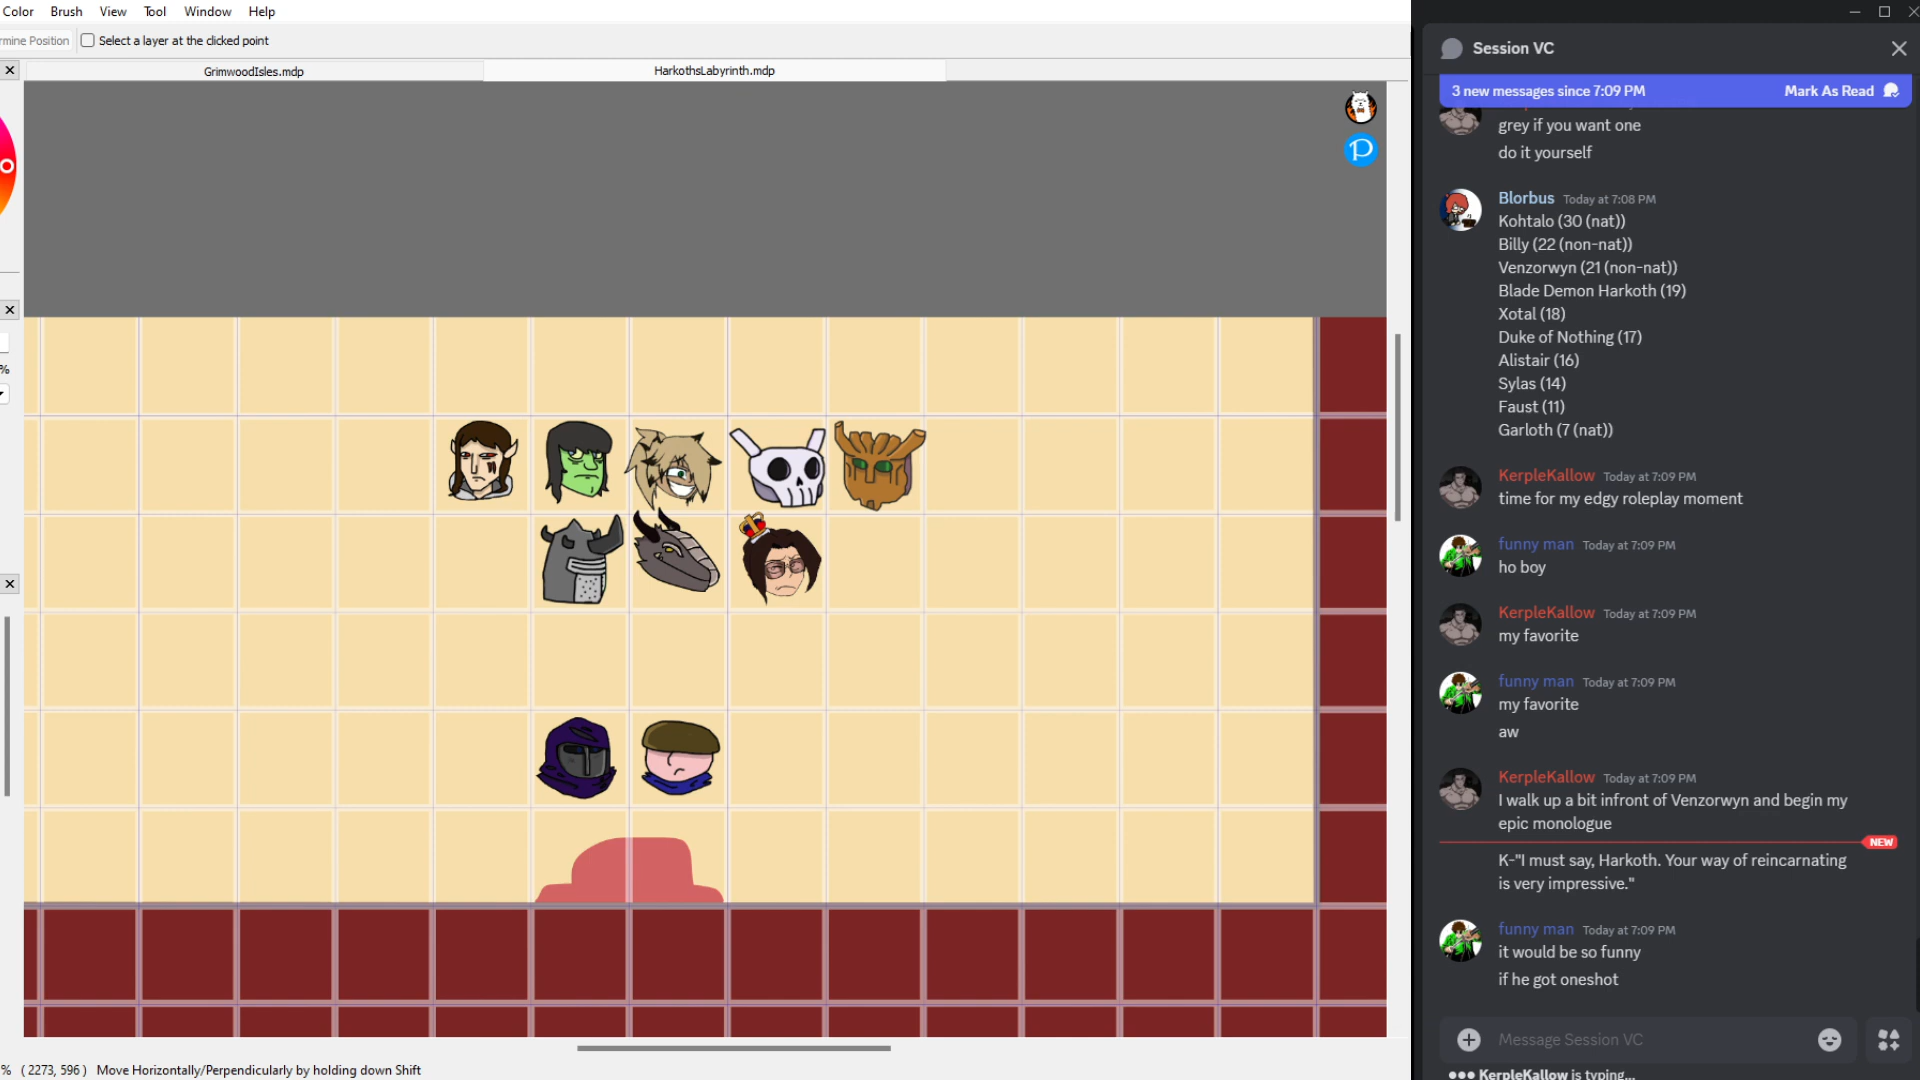 Color Brush View Tool Window Help
rmine Position Select a layer at the clicked point
GrimwoodIsles.mdp HarkothsLabyrinth.mdp
%
% ( 2273, 596 ) Move Horizontally/Perpendicularly by holding down Shift
Session VC
3 new messages since 7:09 PM Mark As Read
grey if you want one
do it yourself
Blorbus Today at 7:08 PM
Kohtalo (30 (nat))
Billy (22 (non-nat))
Venzorwyn (21 (non-nat))
Blade Demon Harkoth (19)
Xotal (18)
Duke of Nothing (17)
Alistair (16)
Sylas (14)
Faust (11)
Garloth (7 (nat))
KerpleKallow Today at 7:09 PM
time for my edgy roleplay moment
funny man Today at 7:09 PM
ho boy
KerpleKallow Today at 7:09 PM
my favorite
funny man Today at 7:09 PM
my favorite
aw
KerpleKallow Today at 7:09 PM
I walk up a bit infront of Venzorwyn and begin my
epic monologue
NEW
K-"I must say, Harkoth. Your way of reincarnating
is very impressive."
funny man Today at 7:09 PM
it would be so funny
if he got oneshot
Message Session VC
KerpleKallow is typing...